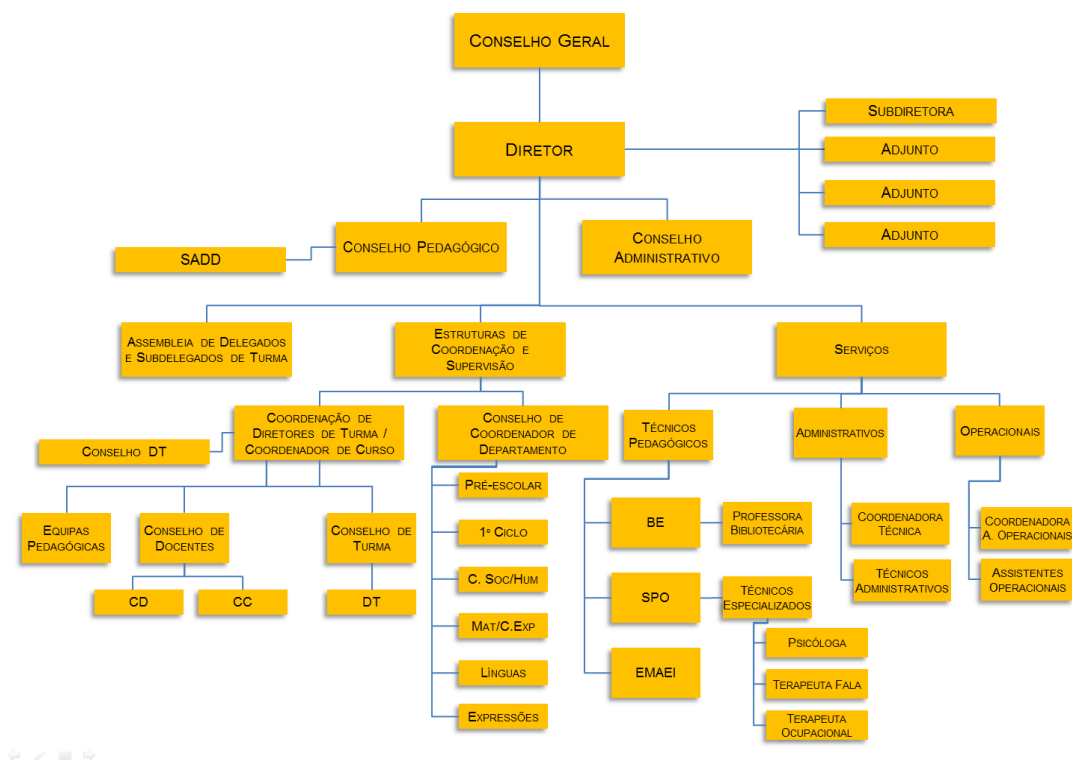 CONSELHO GERAL
SUBDIRETORA
DIRETOR
ADJUNTO
ADJUNTO
ADJUNTO
CONSELHO PEDAGÓGICO
CONSELHO
ADMINISTRATIVO
SADD
ASSEMBLEIA DE DELEGADOS
E SUBDELEGADOS DE TURMA
ESTRUTURAS DE
COORDENAÇÃO E
SUPERVISÃO
SERVIÇOS
COORDENAÇÃO DE
DIRETORES DE TURMA /
COORDENADOR DE CURSO
CONSELHO DE
COORDENADOR DE
DEPARTAMENTO
TÉCNICOS
PEDAGÓGICOS
ADMINISTRATIVOS
OPERACIONAIS
CONSELHO DT
PRÉ-ESCOLAR
EQUIPAS
PEDAGÓGICAS
CONSELHO DE
DOCENTES
CONSELHO DE
TURMA
1º CICLO
BE
PROFESSORA
BIBLIOTECÁRIA
COORDENADORA
TÉCNICA
COORDENADORA
A. OPERACIONAIS
C. SOC/HUM
CD
CC
DT
SPO
TÉCNICOS
ESPECIALIZADOS
TÉCNICOS
ADMINISTRATIVOS
ASSISTENTES
OPERACIONAIS
MAT/C.EXP
PSICÓLOGA
LÍNGUAS
EMAEI
TERAPEUTA FALA
EXPRESSÕES
TERAPEUTA
OCUPACIONAL